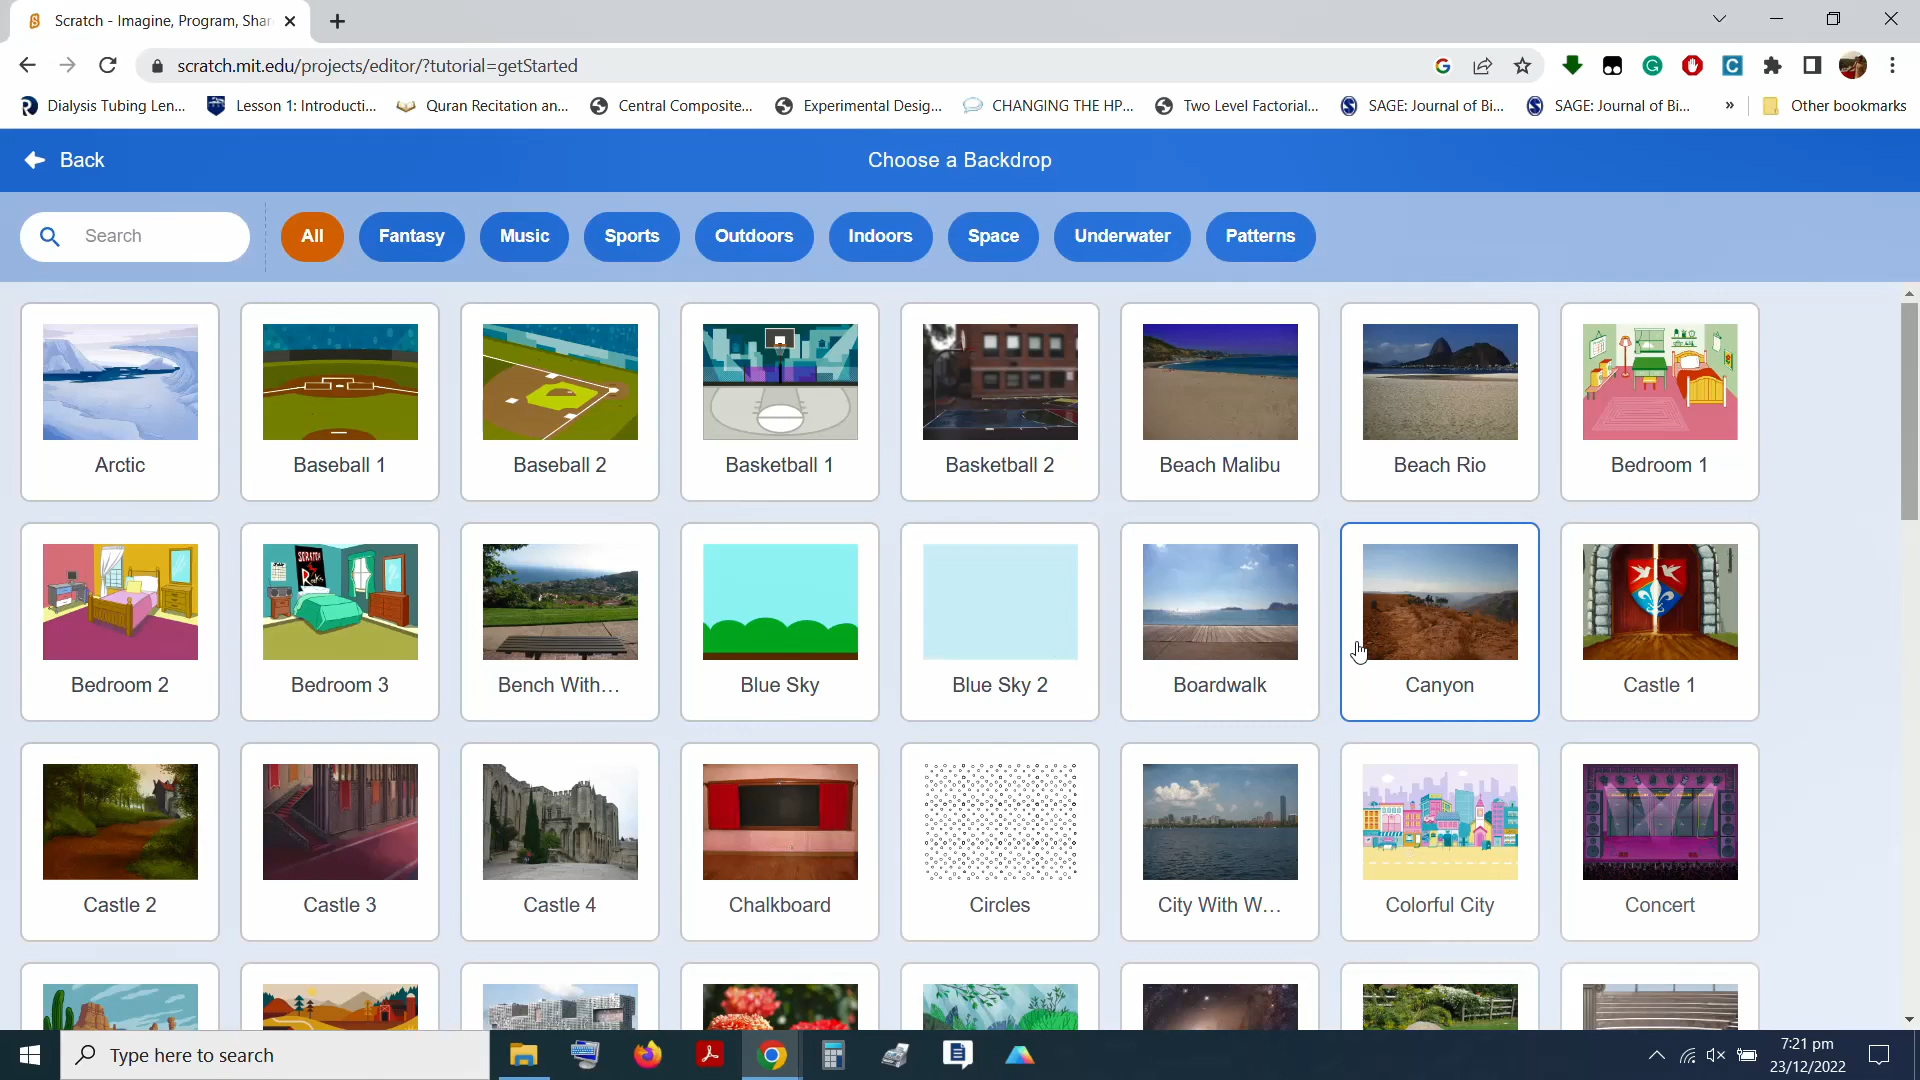 Scratch - Imagine, Program, Shar
scratch.mit.edu/projects/editor/?tutorial=getStarted
Dialysis Tubing Len... Lesson 1: Introducti... Quran Recitation an... Central Composite... Experimental Desig... CHANGING THE HP... Two Level Factorial... SAGE: Journal of Bi... SAGE: Journal of Bi... » Other bookmarks
Back Choose a Backdrop
Search All Fantasy Music Sports Outdoors Indoors Space Underwater Patterns
Arctic Baseball 1 Baseball 2 Basketball 1 Basketball 2 Beach Malibu Beach Rio Bedroom 1
SCRATCH
Rocks
Bedroom 2 Bedroom 3 Bench With... Blue Sky Blue Sky 2 Boardwalk Canyon Castle 1
Castle 2 Castle 3 Castle 4 Chalkboard Circles City With W... Colorful City Concert
Type here to search
7:21 pm
23/12/2022